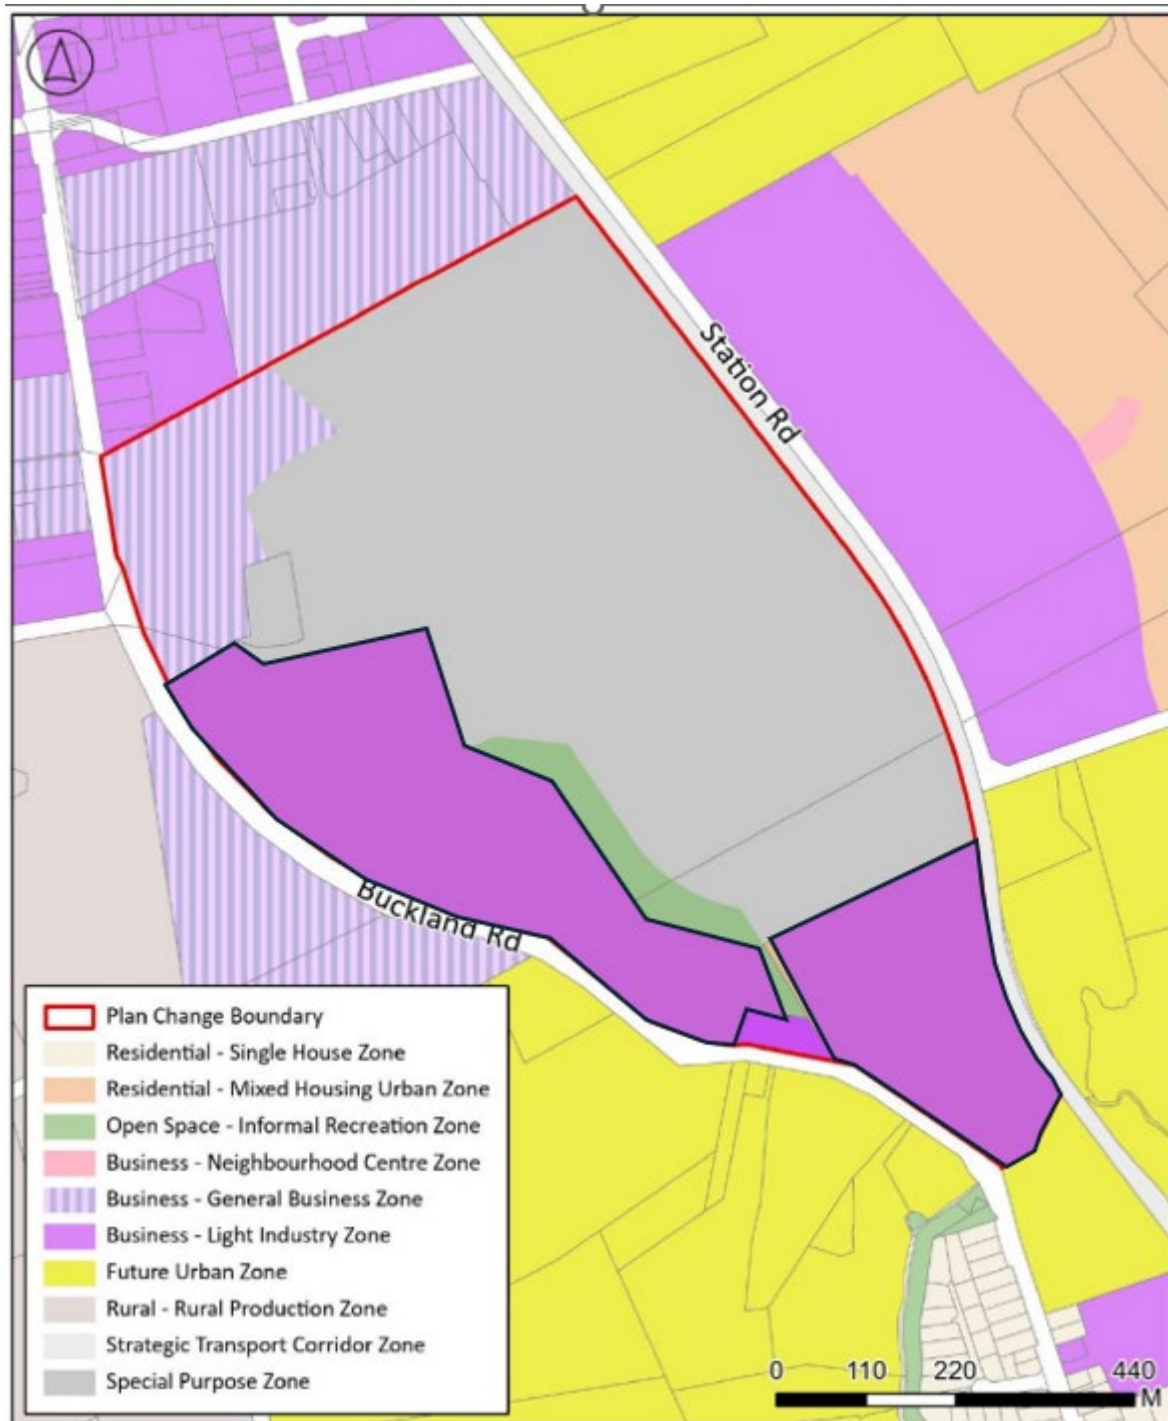 Station Rd
Buckland Rd
Plan Change Boundary
Residential - Single House Zone
Residential - Mixed Housing Urban Zone
Open Space - Informal Recreation Zone
Business - Neighbourhood Centre Zone
Business - General Business Zone
Business - Light Industry Zone
Future Urban Zone
Rural - Rural Production Zone
Strategic Transport Corridor Zone
Special Purpose Zone
0 110 220 440
M